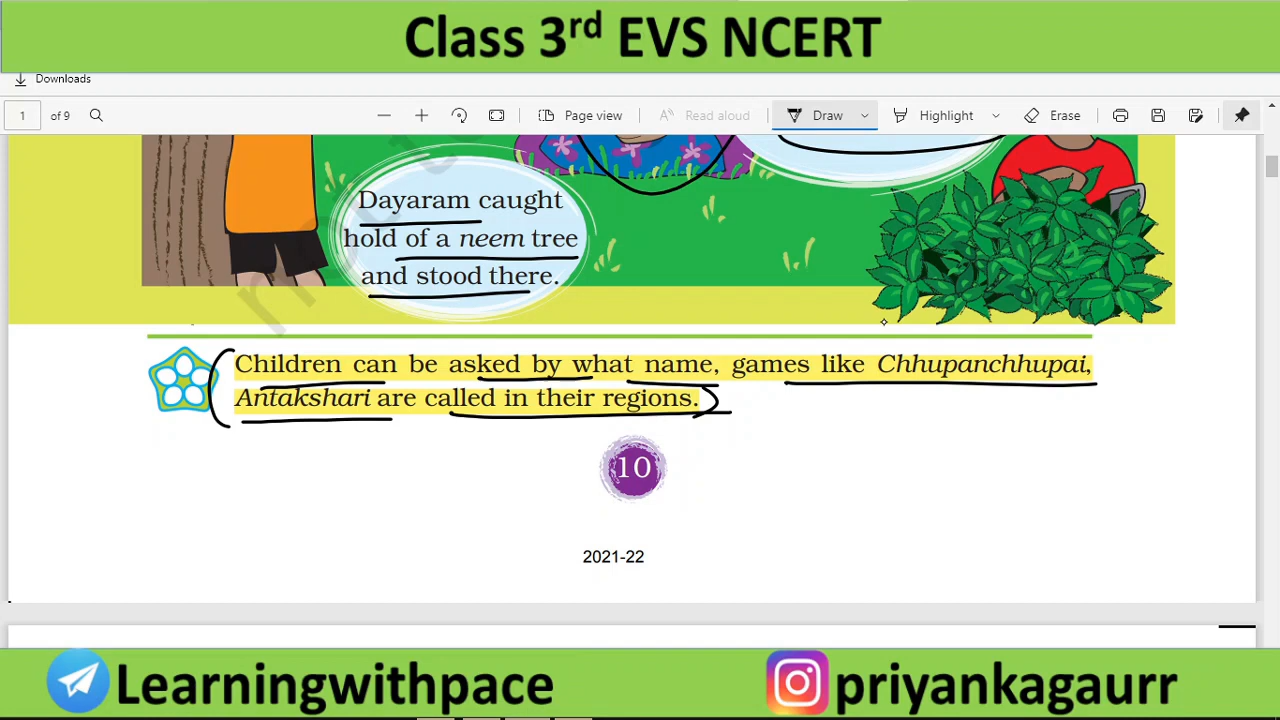 Class 3rd EVS NCERT
Downloads
1 of 9 Page view Read aloud Draw Highlight Erase
Dayaram caught
hold of a neem tree
and stood there.
Children can be asked by what name, games like Chhupanchhupai,
Antakshari are called in their regions.
10
2021-22
Learningwithpace priyankagaurr